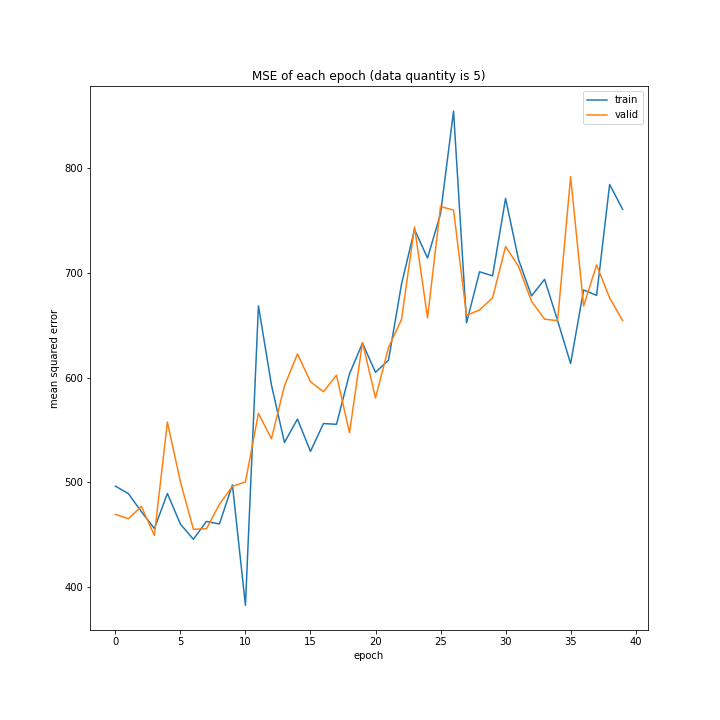 MSE of each epoch (data quantity is 5)
train
valid
800
700
600
500
400
mean squared error
0 5 10 15 20 25 30 35 40
epoch